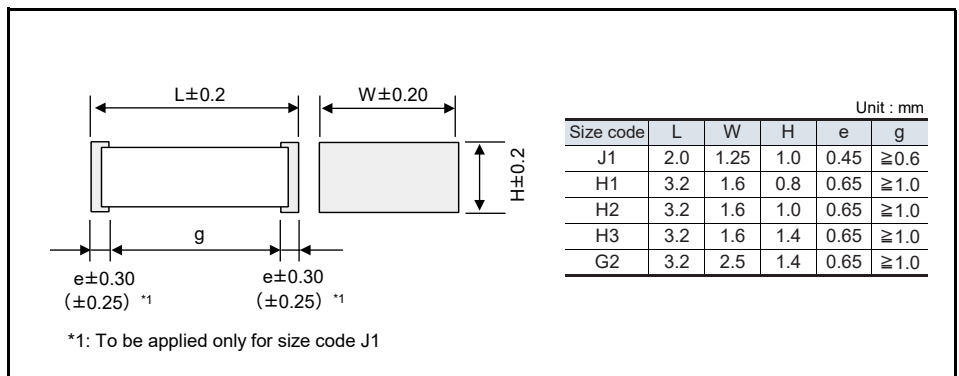 L±0.2
W±0.20
H±0.2
g
e±0.30
(±0.25) *1
e±0.30
(±0.25) *1
*1: To be applied only for size code J1
Unit : mm
Size code L W H e g
J1 2.0 1.25 1.0 0.45 ≧0.6
H1 3.2 1.6 0.8 0.65 ≧1.0
H2 3.2 1.6 1.0 0.65 ≧1.0
H3 3.2 1.6 1.4 0.65 ≧1.0
G2 3.2 2.5 1.4 0.65 ≧1.0